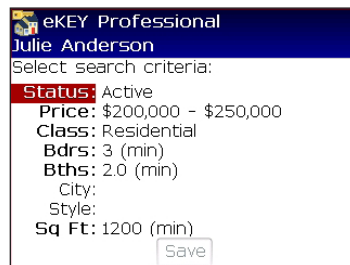 eKEY Professional
Julie Anderson
Select search criteria:
Status: Active
Price: $200,000 - $250,000
Class: Residential
Bdrs: 3 (min)
Bths: 2.0 (min)
City:
Style:
Sq Ft: 1200 (min)
Save